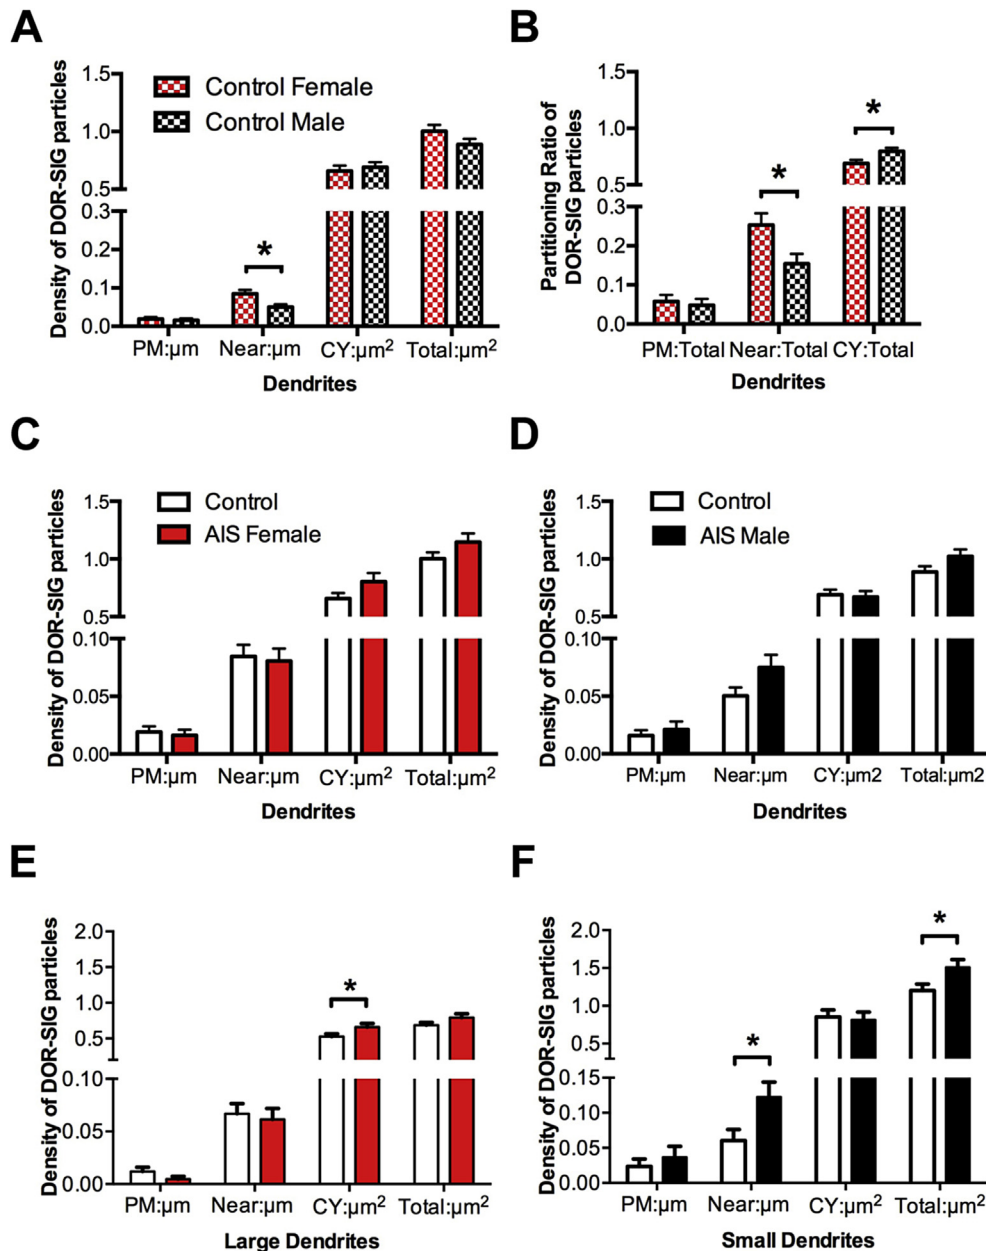 A
Density of DOR-SIG particles
1.5
1.0
0.5
0.3
0.2
0.1
0.0
Control Female
Control Male
*
PM:µm Near:µm CY:µm² Total:µm²
Dendrites
B
Partitioning Ratio of
DOR-SIG particles
1.5
1.0
0.5
0.3
0.2
0.1
0.0
*
*
PM:Total Near:Total CY:Total
Dendrites
C
Density of DOR-SIG particles
1.5
1.0
0.5
0.10
0.05
0.00
Control
AIS Female
PM:µm Near:µm CY:µm² Total:µm²
Dendrites
D
Density of DOR-SIG particles
1.5
1.0
0.5
0.10
0.05
0.00
Control
AIS Male
PM:µm Near:µm CY:µm2 Total:µm2
Dendrites
E
Density of DOR-SIG particles
2.0
1.5
1.0
0.5
0.10
0.05
0.00
*
PM:µm Near:µm CY:µm² Total:µm²
Large Dendrites
F
Density of DOR-SIG particles
2.0
1.5
1.0
0.5
0.15
0.10
0.05
0.00
*
*
PM:µm Near:µm CY:µm² Total:µm²
Small Dendrites